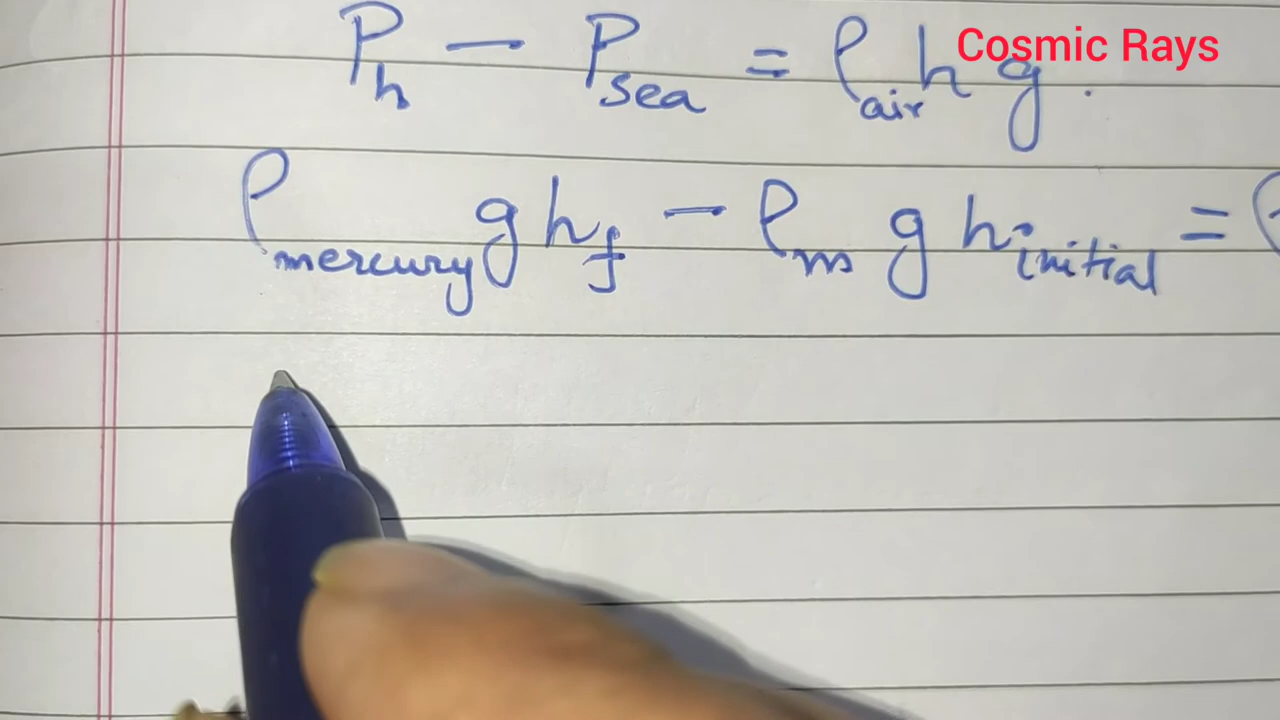 Cosmic Rays
P_h − P_sea = ρ_air h g .
ρ_mercury g h_f − ρ_m g h_initial =